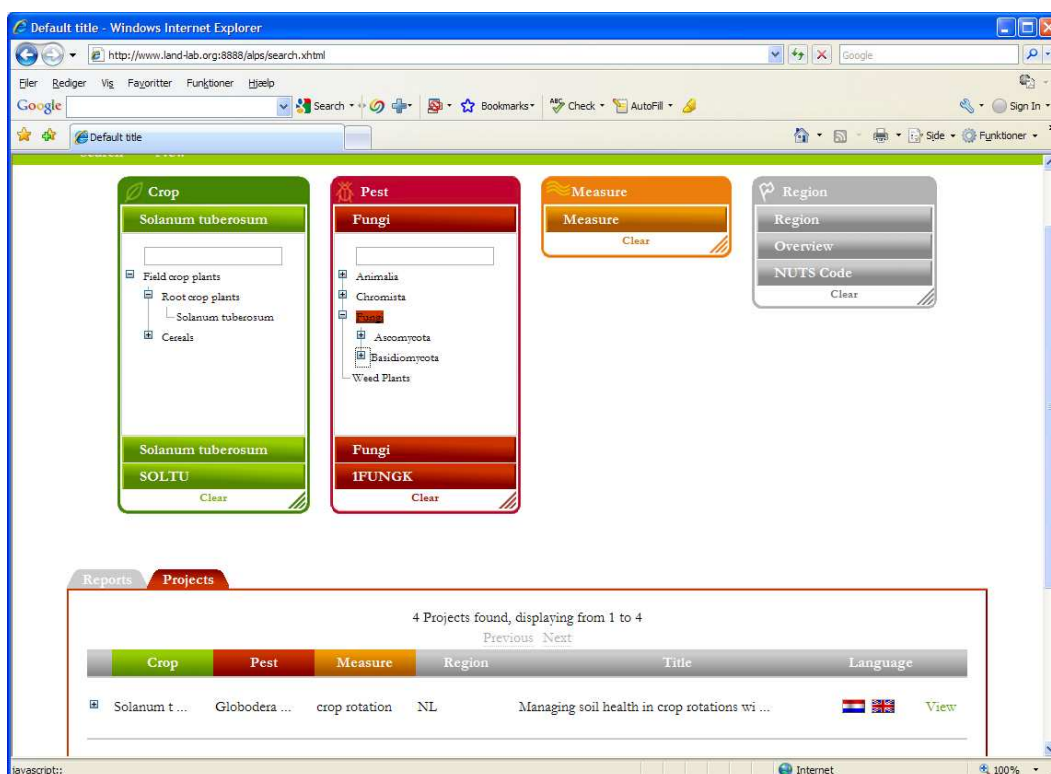 Default title - Windows Internet Explorer
http://www.land-lab.org:8888/alps/search.xhtml
Google
Filer Rediger Vis Favoritter Funktioner Hjælp
Google Search Bookmarks Check AutoFill Sign In
Default title Side Funktioner
Search New
Crop Pest Measure Region
Solanum tuberosum Fungi Measure Region
Clear
Overview
NUTS Code
Clear
Field crop plants
Root crop plants
Solanum tuberosum
Cereals
Animalia
Chromista
Fungi
Ascomycota
Basidiomycota
Weed Plants
Solanum tuberosum Fungi
SOLTU 1FUNGK
Clear Clear
Reports Projects
4 Projects found, displaying from 1 to 4
Previous Next
Crop Pest Measure Region Title Language
Solanum t ... Globodera ... crop rotation NL Managing soil health in crop rotations wi ... View
javascript:: Internet 100%